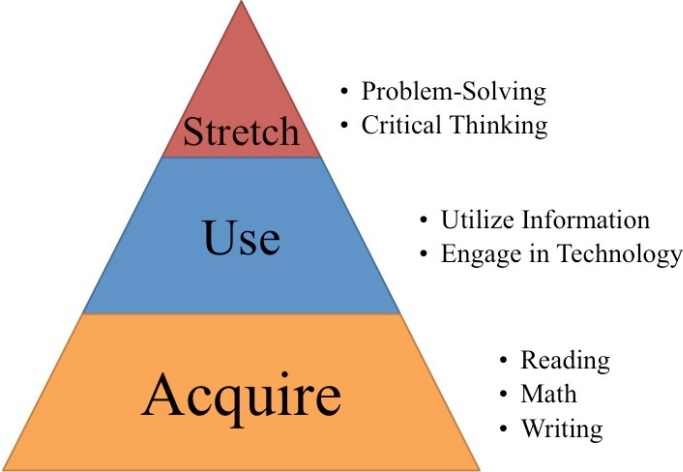 • Problem-Solving
• Critical Thinking
Stretch
• Utilize Information
Use
• Engage in Technology
• Reading
Acquire
• Math
• Writing